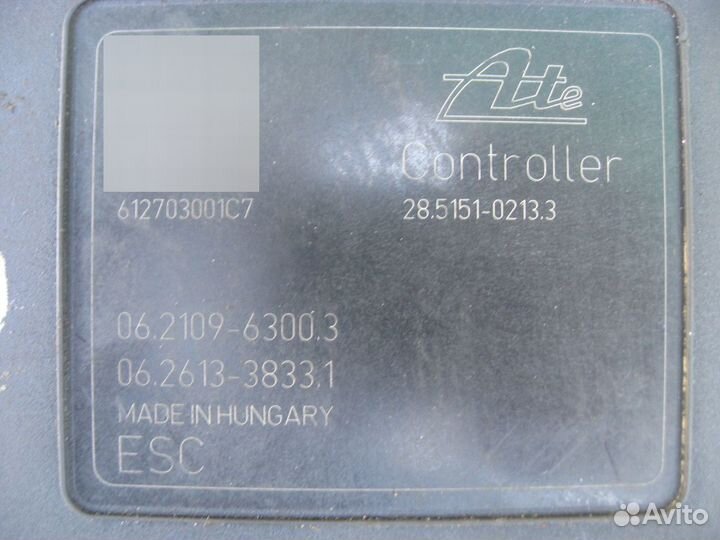 Ate
Controller
612703001C7
28.5151-0213.3
06.2109-6300.3
06.2613-3833.1
MADE IN HUNGARY
ESC
Avito